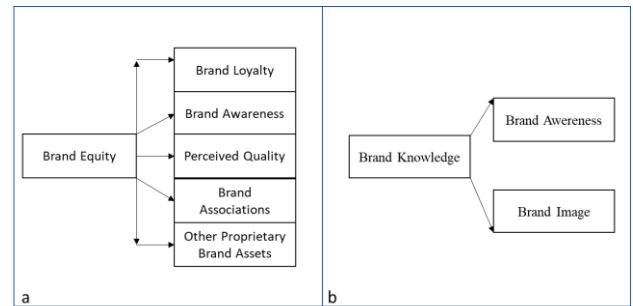 Brand Equity
Brand Loyalty
Brand Awareness
Perceived Quality
Brand
Associations
Other Proprietary
Brand Assets
a
Brand Knowledge
Brand Awereness
Brand Image
b